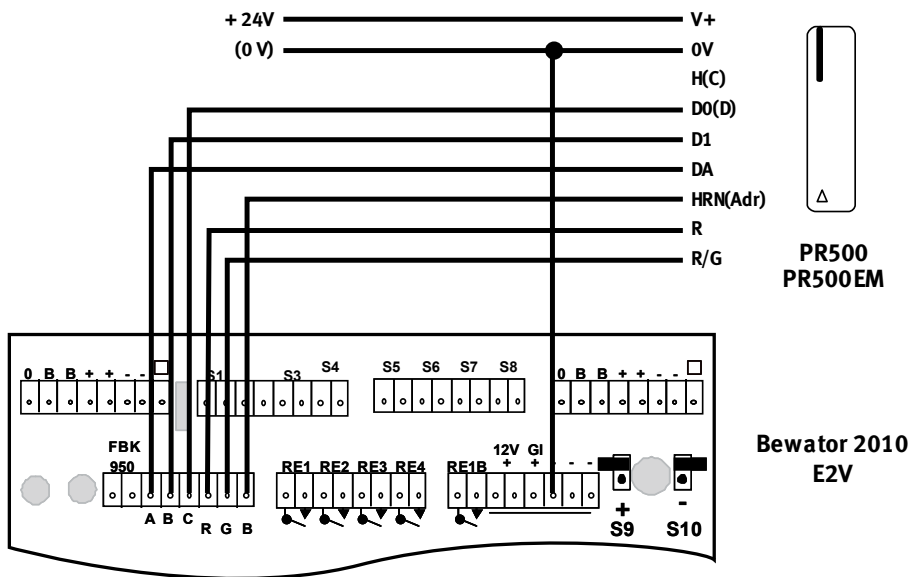 + 24V V+
(0 V) 0V
H(C)
D0(D)
D1
DA
HRN(Adr)
R
R/G
PR500
PR500EM
0 B B + + - - S1 S3 S4 S5 S6 S7 S8 0 B B + + - -
FBK
950
12V GI
RE1 RE2 RE3 RE4 RE1B + + - - -
A B C R G B
+ -
S9 S10
Bewator 2010
E2V